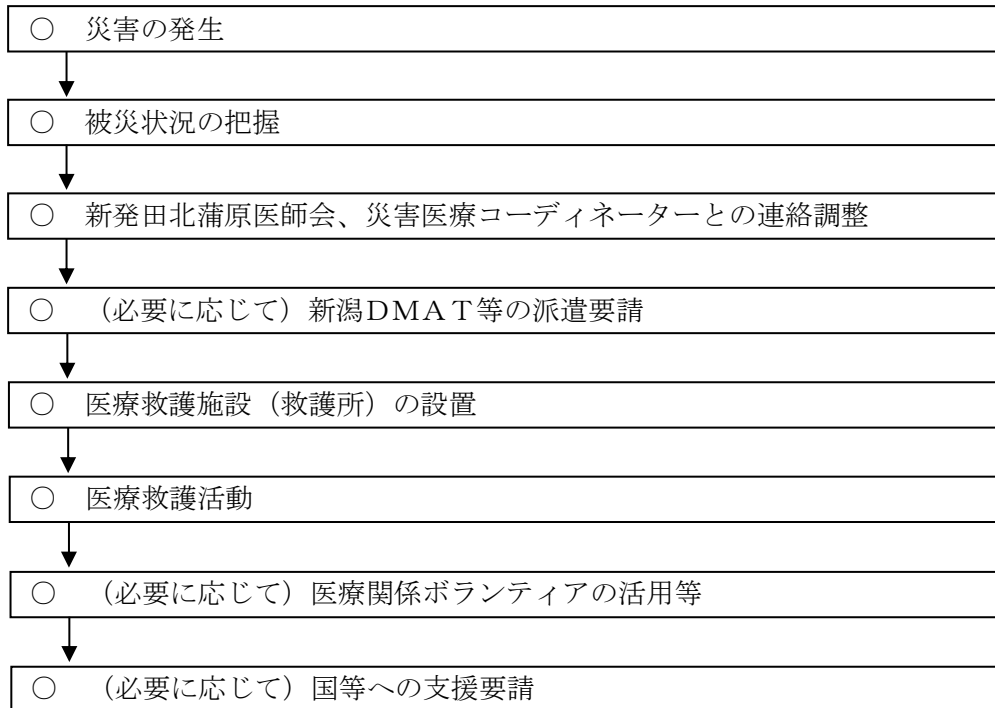 ○　災害の発生
○　被災状況の把握
○　新発田北蒲原医師会、災害医療コーディネーターとの連絡調整
○　（必要に応じて）新潟ＤＭＡＴ等の派遣要請
○　医療救護施設（救護所）の設置
○　医療救護活動
○　（必要に応じて）医療関係ボランティアの活用等
○　（必要に応じて）国等への支援要請